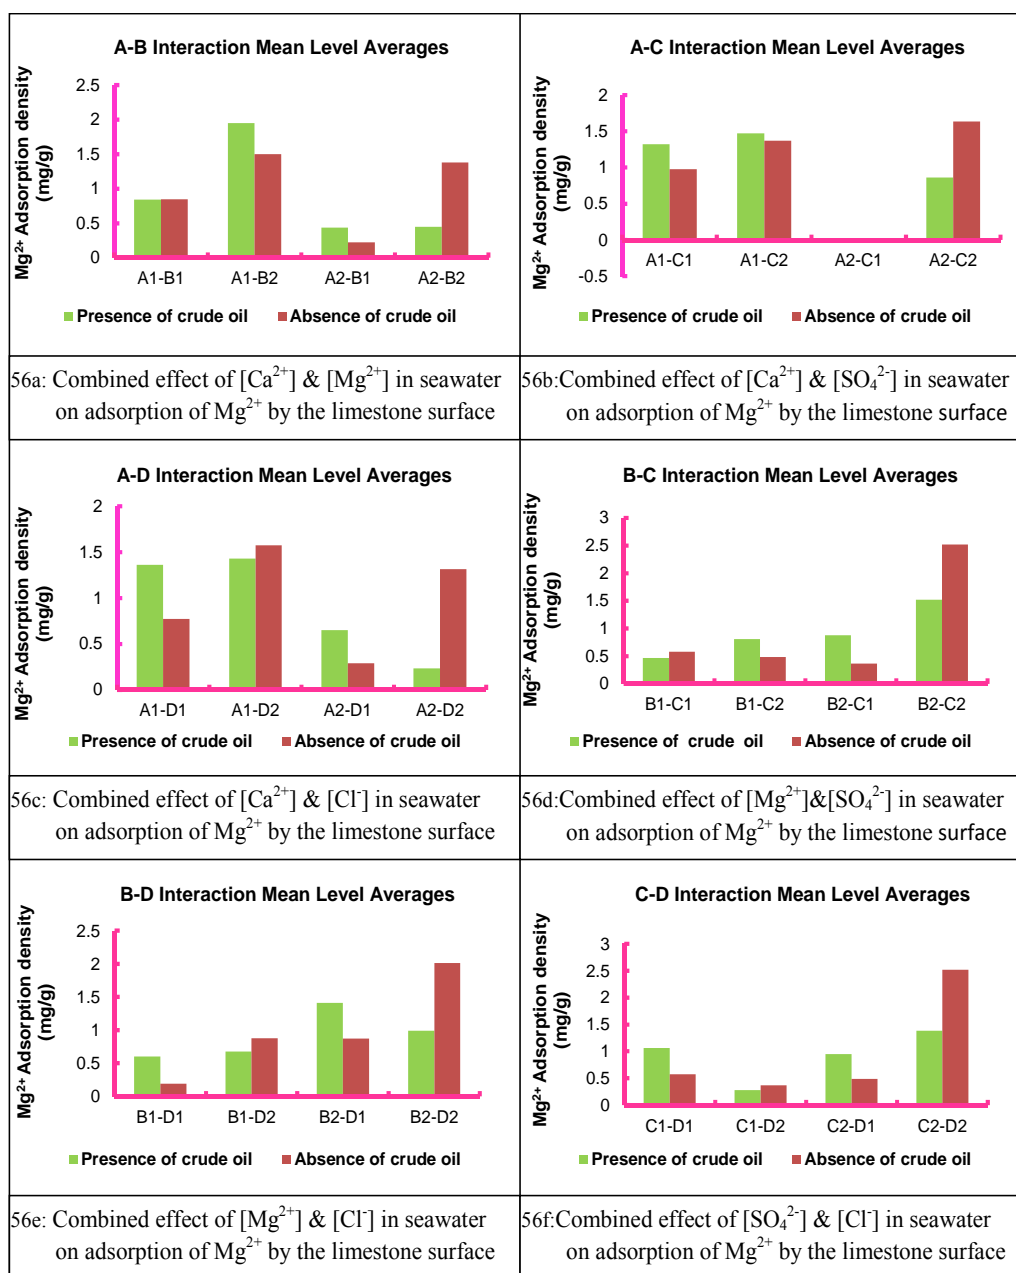 A-B Interaction Mean Level Averages
Mg²⁺ Adsorption density
(mg/g)
2.5
2
1.5
1
0.5
0
A1-B1 A1-B2 A2-B1 A2-B2
Presence of crude oil Absence of crude oil
56a: Combined effect of [Ca²⁺] & [Mg²⁺] in seawater
on adsorption of Mg²⁺ by the limestone surface
A-C Interaction Mean Level Averages
Mg²⁺ Adsorption density
(mg/g)
2
1.5
1
0.5
0
-0.5
A1-C1 A1-C2 A2-C1 A2-C2
Presence of crude oil Absence of crude oil
56b:Combined effect of [Ca²⁺] & [SO₄²⁻] in seawater
on adsorption of Mg²⁺ by the limestone surface
A-D Interaction Mean Level Averages
Mg²⁺ Adsorption density
(mg/g)
2
1.5
1
0.5
0
A1-D1 A1-D2 A2-D1 A2-D2
Presence of crude oil Absence of crude oil
56c: Combined effect of [Ca²⁺] & [Cl⁻] in seawater
on adsorption of Mg²⁺ by the limestone surface
B-C Interaction Mean Level Averages
Mg²⁺ Adsorption density
(mg/g)
3
2.5
2
1.5
1
0.5
0
B1-C1 B1-C2 B2-C1 B2-C2
Presence of crude oil Absence of crude oil
56d:Combined effect of [Mg²⁺]&[SO₄²⁻] in seawater
on adsorption of Mg²⁺ by the limestone surface
B-D Interaction Mean Level Averages
Mg²⁺ Adsorption density
(mg/g)
2.5
2
1.5
1
0.5
0
B1-D1 B1-D2 B2-D1 B2-D2
Presence of crude oil Absence of crude oil
56e: Combined effect of [Mg²⁺] & [Cl⁻] in seawater
on adsorption of Mg²⁺ by the limestone surface
C-D Interaction Mean Level Averages
Mg²⁺ Adsorption density
(mg/g)
3
2.5
2
1.5
1
0.5
0
C1-D1 C1-D2 C2-D1 C2-D2
Presence of crude oil Absence of crude oil
56f:Combined effect of [SO₄²⁻] & [Cl⁻] in seawater
on adsorption of Mg²⁺ by the limestone surface